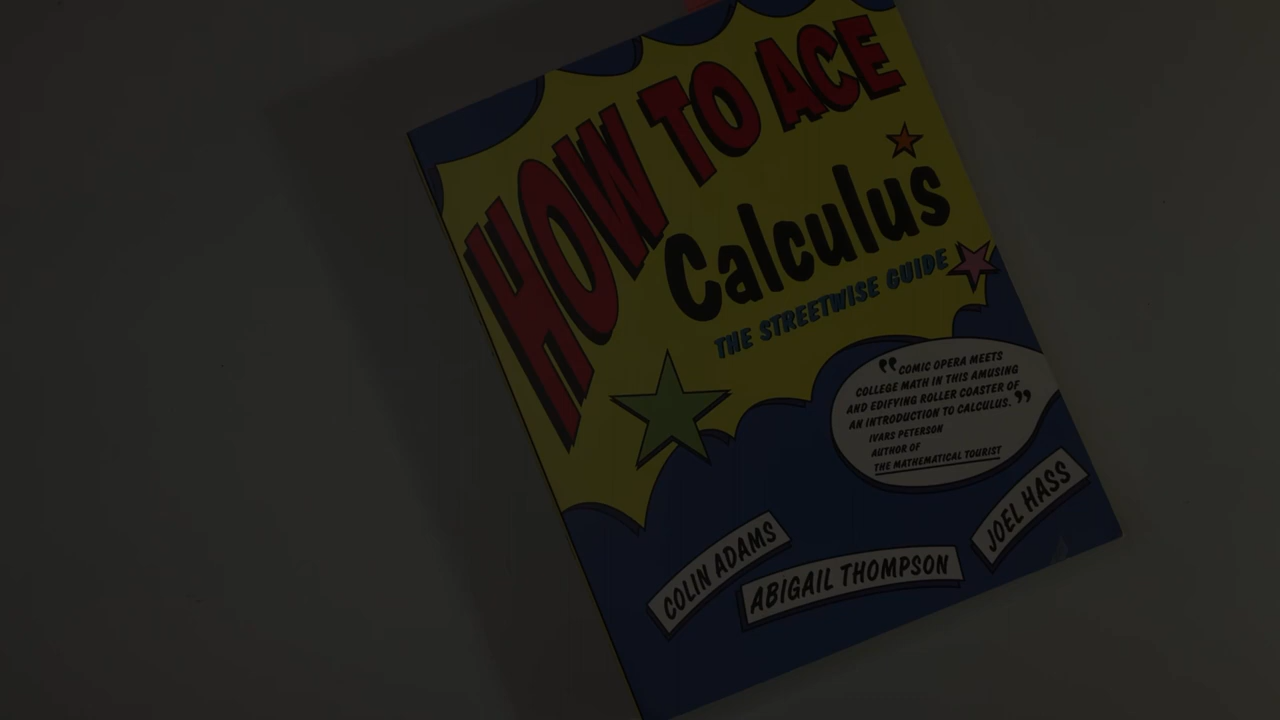 HOW TO ACE
Calculus
THE STREETWISE GUIDE
“COMIC OPERA MEETS
COLLEGE MATH IN THIS AMUSING
AND EDIFYING ROLLER COASTER OF
AN INTRODUCTION TO CALCULUS.”
IVARS PETERSON
AUTHOR OF
THE MATHEMATICAL TOURIST
COLIN ADAMS
ABIGAIL THOMPSON
JOEL HASS